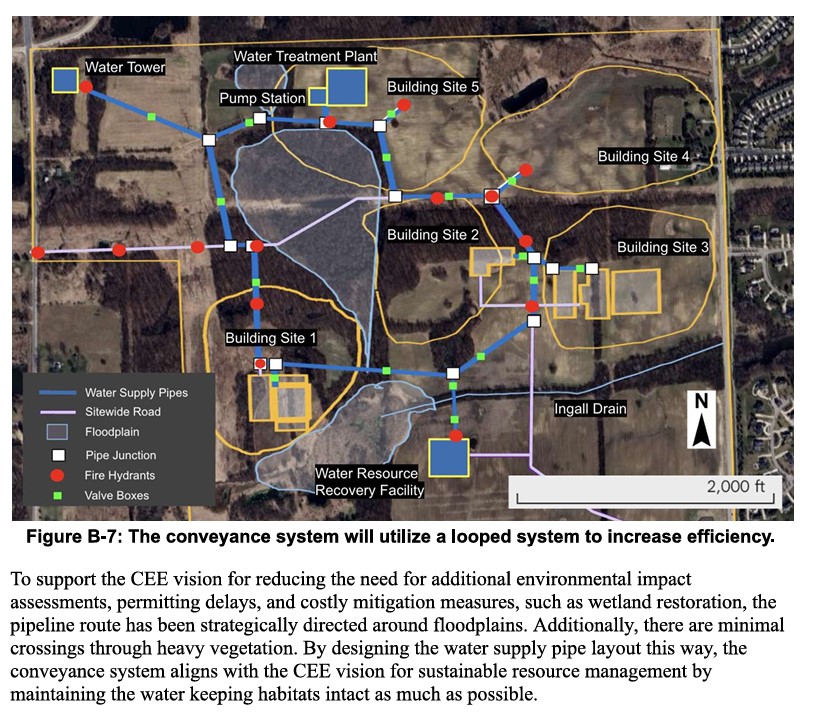 Water Tower
Water Treatment Plant
Pump Station
Building Site 5
Building Site 4
Building Site 2
Building Site 3
Building Site 1
Water Supply Pipes
Sitewide Road
Floodplain
Pipe Junction
Fire Hydrants
Valve Boxes
Ingall Drain
N
Water Resource
Recovery Facility
2,000 ft
Figure B-7: The conveyance system will utilize a looped system to increase efficiency.
To support the CEE vision for reducing the need for additional environmental impact
assessments, permitting delays, and costly mitigation measures, such as wetland restoration, the
pipeline route has been strategically directed around floodplains. Additionally, there are minimal
crossings through heavy vegetation. By designing the water supply pipe layout this way, the
conveyance system aligns with the CEE vision for sustainable resource management by
maintaining the water keeping habitats intact as much as possible.